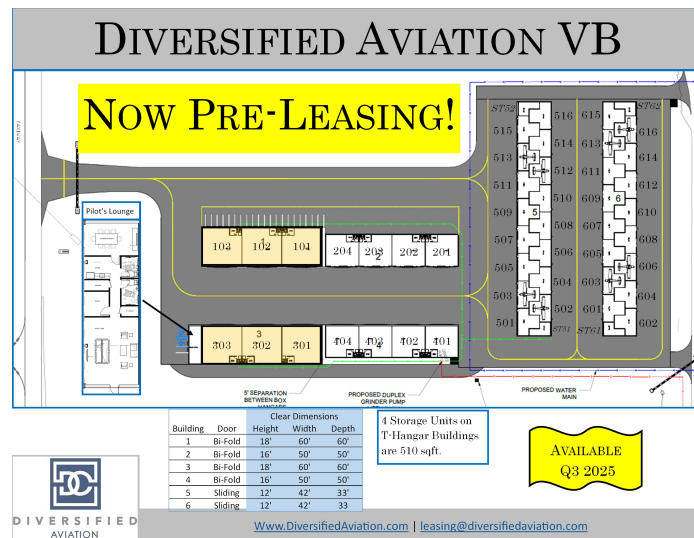 DIVERSIFIED AVIATION VB
NOW PRE-LEASING!
TAXIWAY
Pilot's Lounge
103 102 101
1
204 203 202 201
2
303 302 301
3
404 403 402 401
4
ST52
515
513
511
509
507
505
503
501
516
514
512
510
508
506
504
502
ST51
5
615
613
611
609
607
605
603
601
ST61
ST62
616
614
612
610
608
606
604
602
6
5' SEPARATION
BETWEEN BOX
PROPOSED DUPLEX
GRINDER PUMP
PROPOSED WATER
MAIN
Clear Dimensions
Building Door Height Width Depth
1 Bi-Fold 18' 60' 60'
2 Bi-Fold 16' 50' 50'
3 Bi-Fold 18' 60' 60'
4 Bi-Fold 16' 50' 50'
5 Sliding 12' 42' 33'
6 Sliding 12' 42' 33
4 Storage Units on
T-Hangar Buildings
are 510 sqft.
AVAILABLE
Q3 2025
DIVERSIFIED
AVIATION
Www.DiversifiedAviation.com | leasing@diversifiedaviation.com